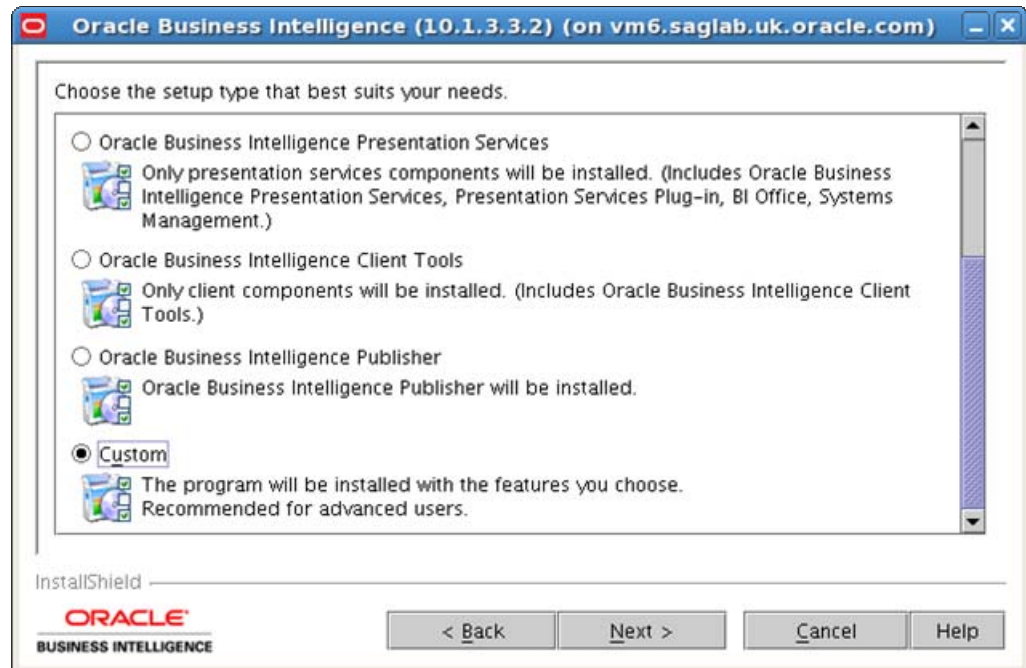 Oracle Business Intelligence (10.1.3.3.2) (on vm6.saglab.uk.oracle.com)
Choose the setup type that best suits your needs.
Oracle Business Intelligence Presentation Services
Only presentation services components will be installed. (Includes Oracle Business
Intelligence Presentation Services, Presentation Services Plug-in, BI Office, Systems
Management.)
Oracle Business Intelligence Client Tools
Only client components will be installed. (Includes Oracle Business Intelligence Client
Tools.)
Oracle Business Intelligence Publisher
Oracle Business Intelligence Publisher will be installed.
Custom
The program will be installed with the features you choose.
Recommended for advanced users.
InstallShield
ORACLE
BUSINESS INTELLIGENCE
< Back
Next >
Cancel
Help